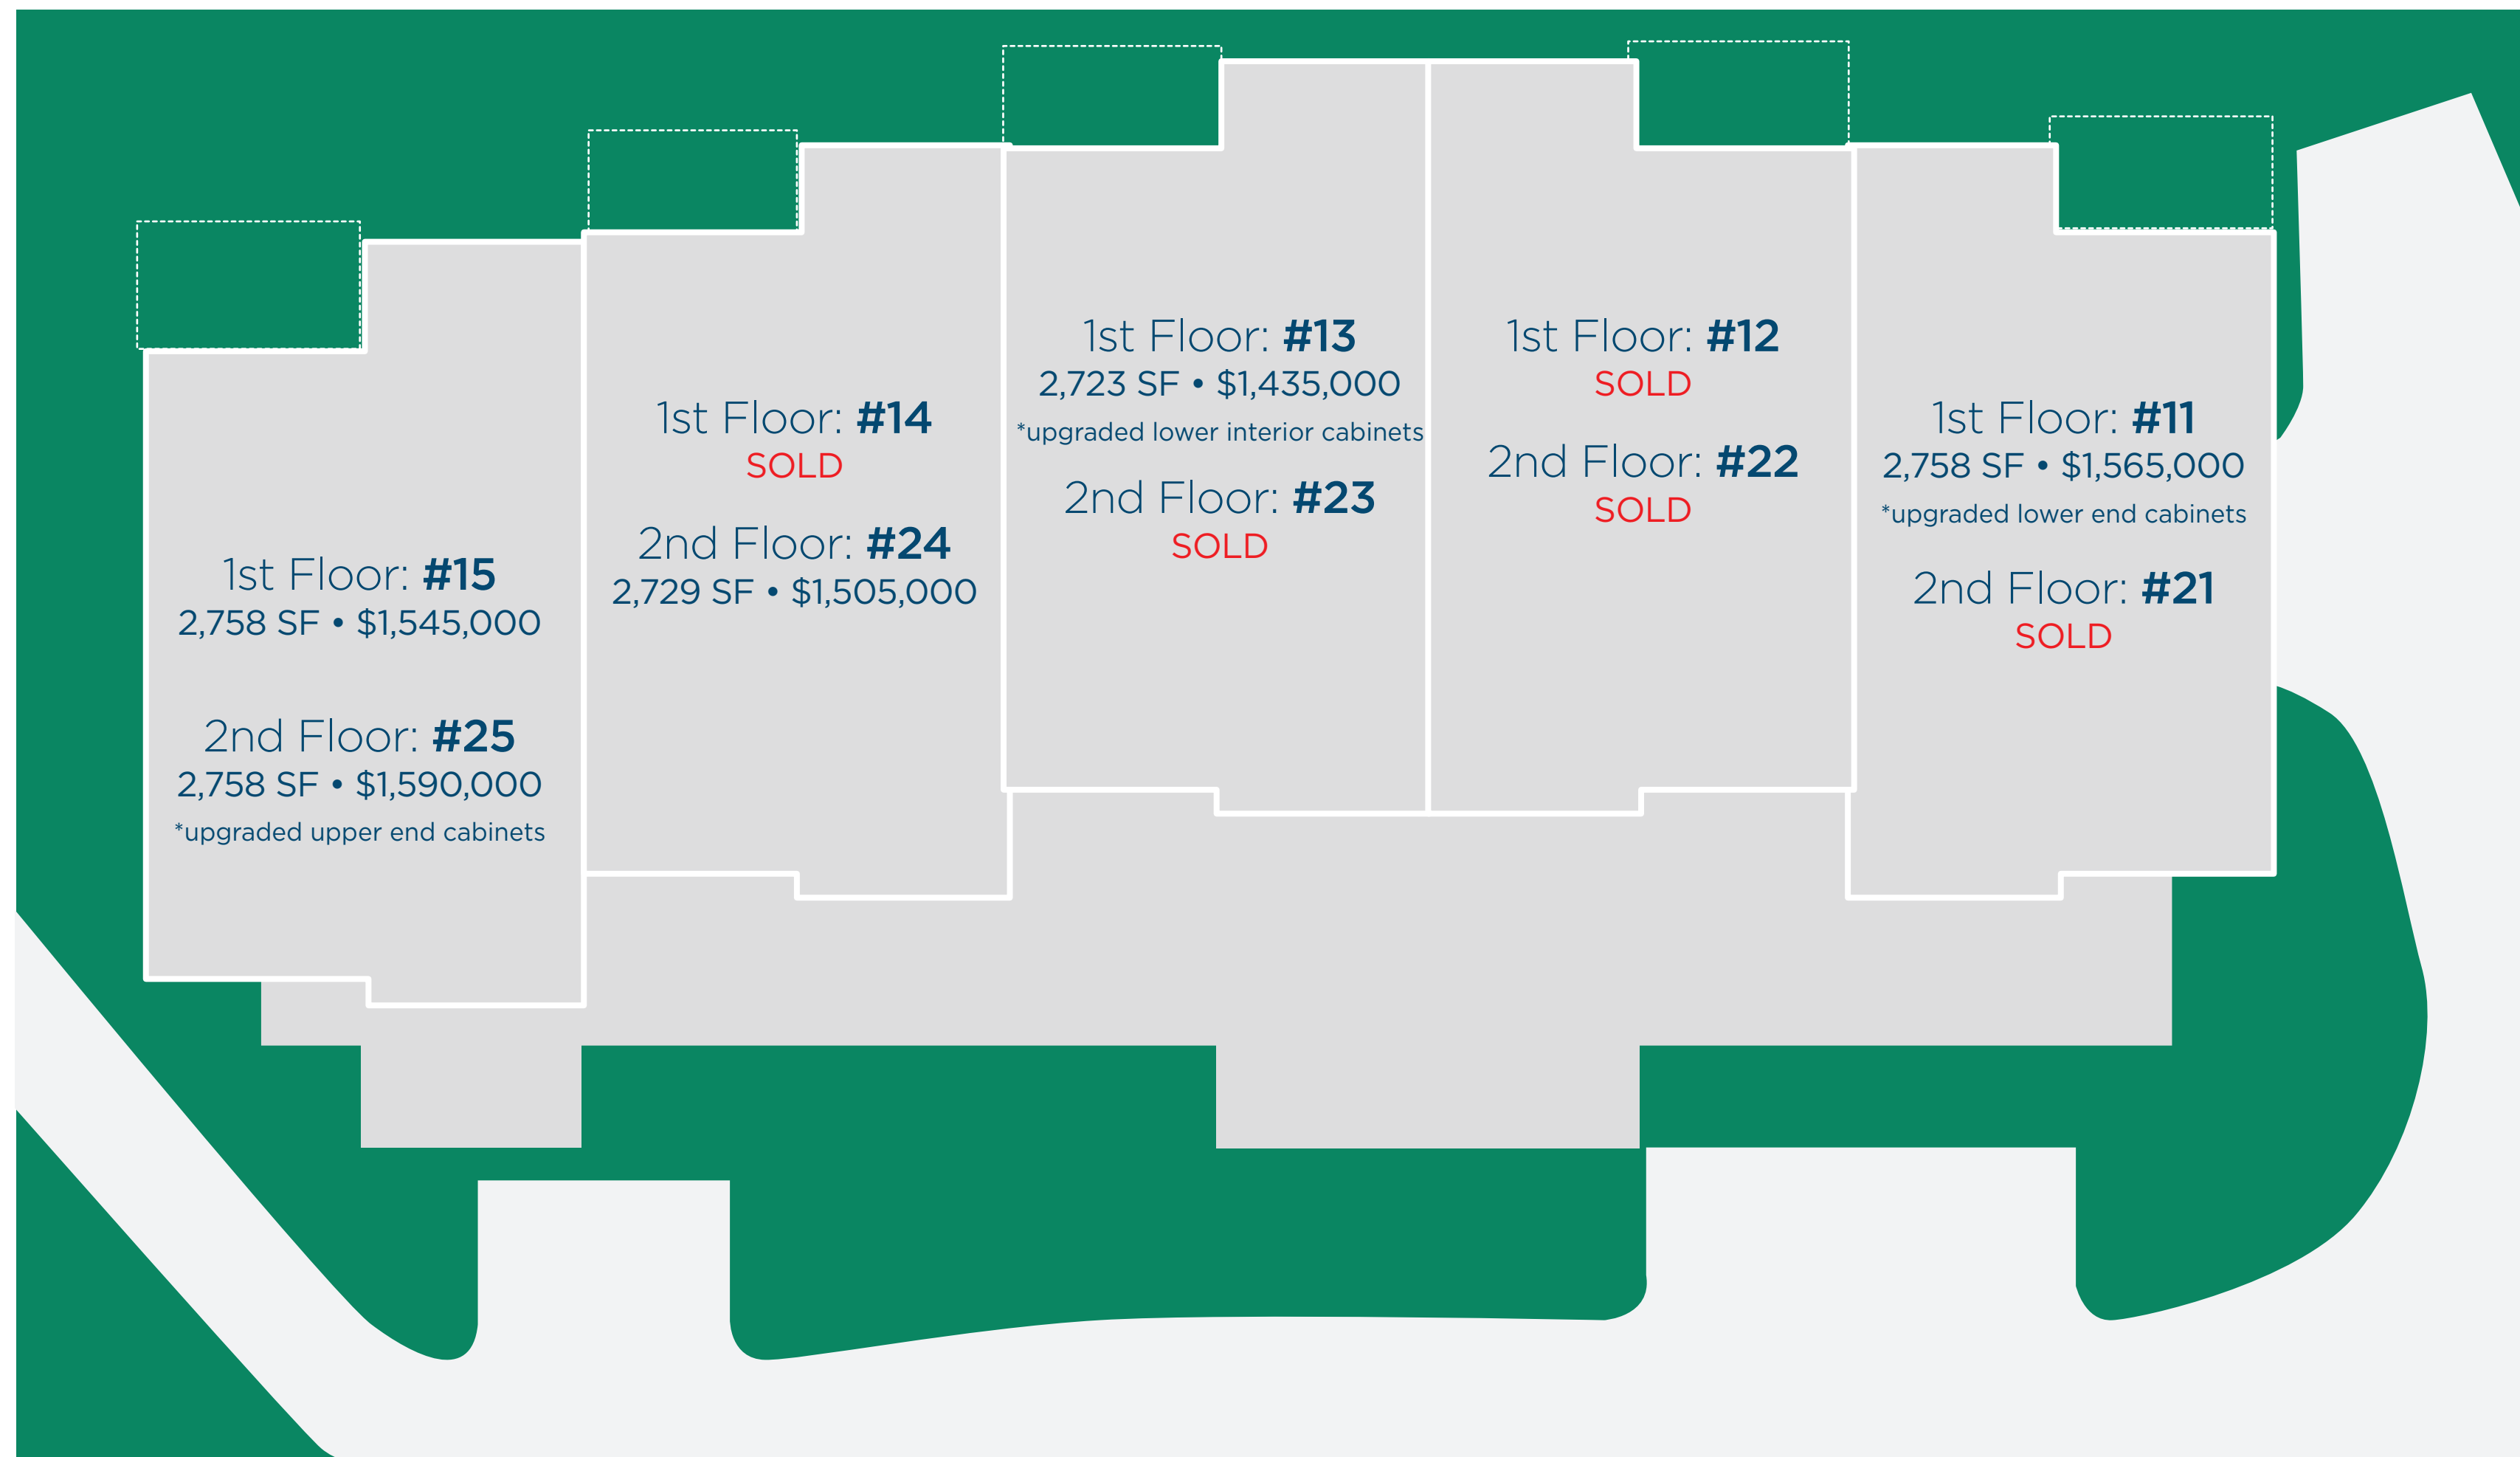 1st Floor: #15
2,758 SF • $1,545,000
2nd Floor: #25
2,758 SF • $1,590,000
*upgraded upper end cabinets
1st Floor: #14
SOLD
2nd Floor: #24
2,729 SF • $1,505,000
1st Floor: #13
2,723 SF • $1,435,000
*upgraded lower interior cabinets
2nd Floor: #23
SOLD
1st Floor: #12
SOLD
2nd Floor: #22
SOLD
1st Floor: #11
2,758 SF • $1,565,000
*upgraded lower end cabinets
2nd Floor: #21
SOLD